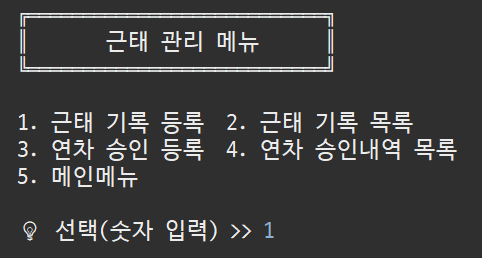 근태 관리 메뉴
1. 근태 기록 등록  2. 근태 기록 목록
3. 연차 승인 등록  4. 연차 승인내역 목록
5. 메인메뉴
💡 선택(숫자 입력) >> 1